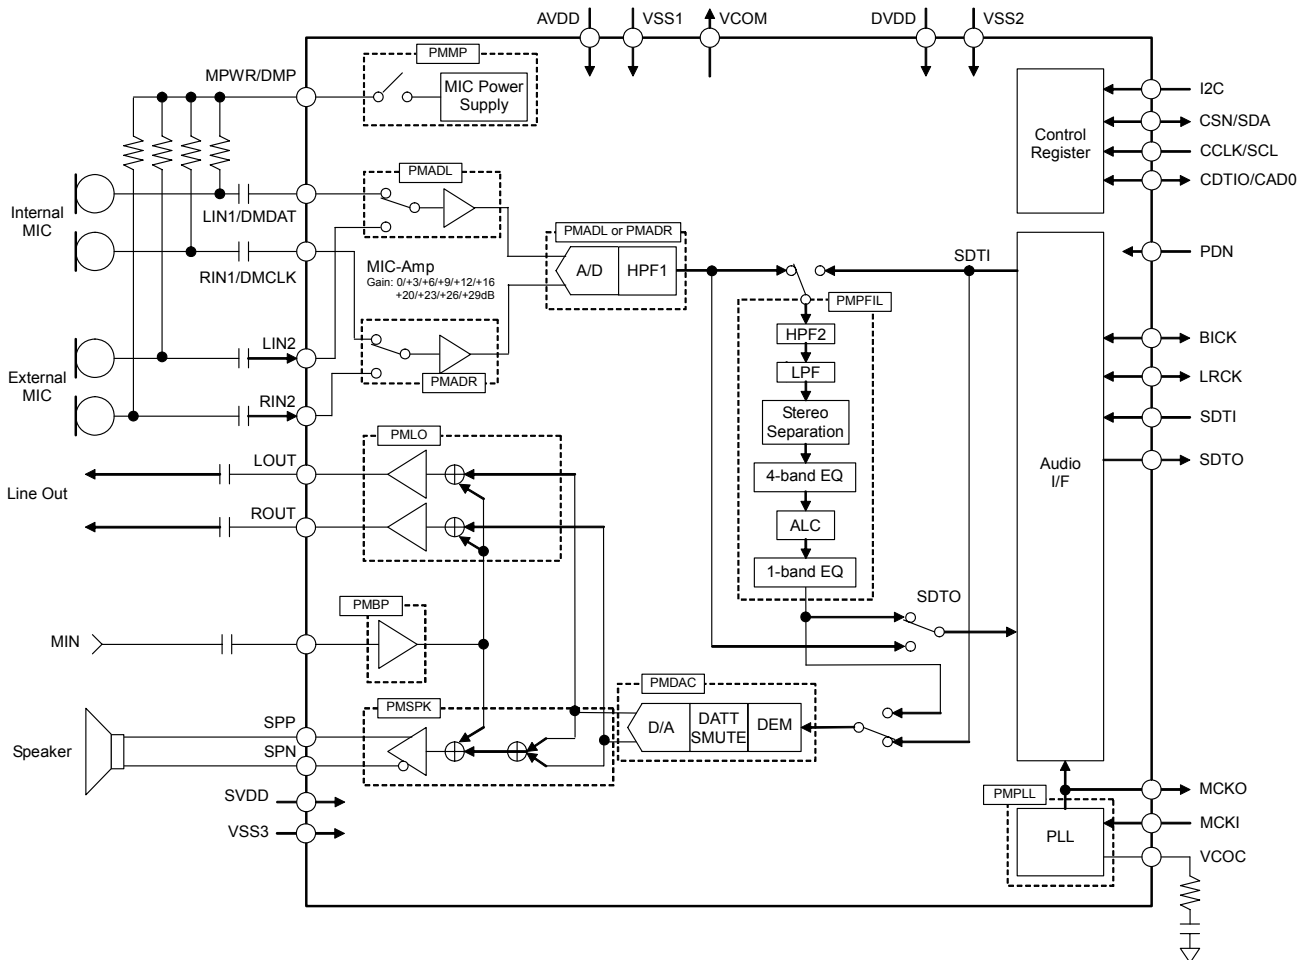 AVDD VSS1 VCOM DVDD VSS2
PMMP
MPWR/DMP
MIC Power
Supply
I2C
CSN/SDA
CCLK/SCL
CDTIO/CAD0
Control
Register
PMADL
Internal
MIC
LIN1/DMDAT
RIN1/DMCLK
PMADL or PMADR
A/D HPF1
MIC-Amp
Gain: 0/+3/+6/+9/+12/+16
+20/+23/+26/+29dB
SDTI
PDN
PMPFIL
HPF2
LPF
Stereo
Separation
4-band EQ
ALC
1-band EQ
BICK
LRCK
SDTI
SDTO
Audio
I/F
External
MIC
LIN2
RIN2
PMADR
PMLO
LOUT
Line Out
ROUT
PMBP
MIN
SDTO
PMDAC
D/A
DATT
SMUTE
DEM
PMSPK
SPP
Speaker
SPN
SVDD
VSS3
PMPLL
PLL
MCKO
MCKI
VCOC